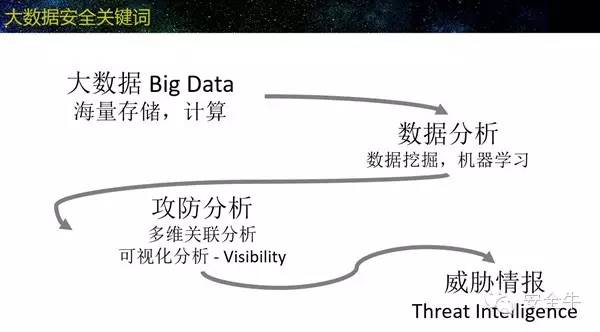 大数据安全关键词
大数据 Big Data
海量存储，计算
数据分析
数据挖掘，机器学习
攻防分析
多维关联分析
可视化分析 - Visibility
威胁情报
Threat Intelligence
安全牛